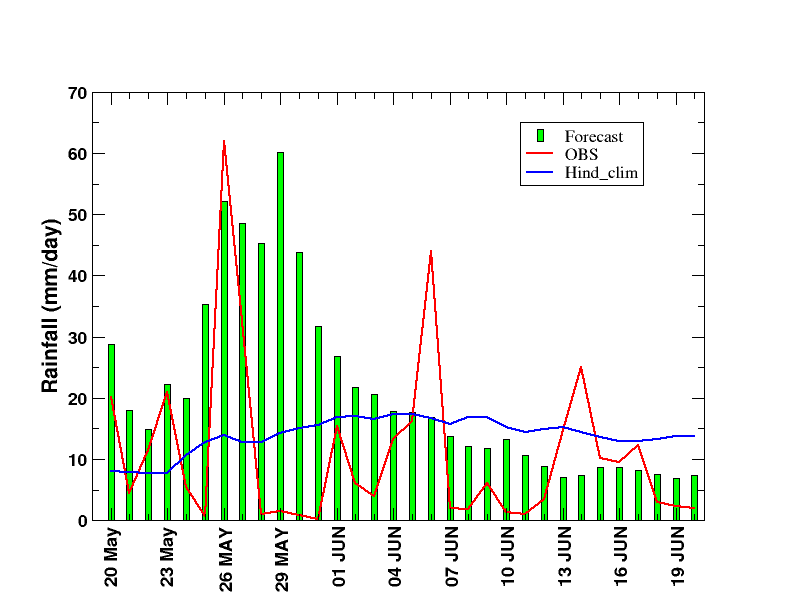 70
60
50
40
30
20
10
0
Rainfall (mm/day)
Forecast
OBS
Hind_clim
20 May
23 May
26 MAY
29 MAY
01 JUN
04 JUN
07 JUN
10 JUN
13 JUN
16 JUN
19 JUN